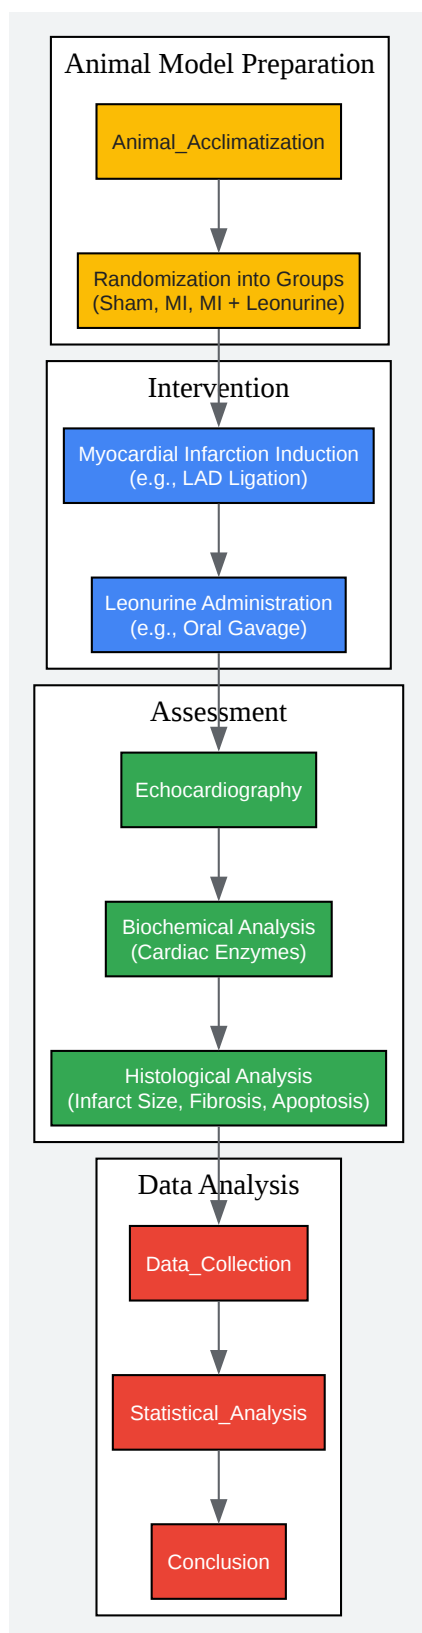 Animal Model Preparation
Animal_Acclimatization
Randomization into Groups
(Sham, MI, MI + Leonurine)
Intervention
Myocardial Infarction Induction
(e.g., LAD Ligation)
Leonurine Administration
(e.g., Oral Gavage)
Assessment
Echocardiography
Biochemical Analysis
(Cardiac Enzymes)
Histological Analysis
(Infarct Size, Fibrosis, Apoptosis)
Data Analysis
Data_Collection
Statistical_Analysis
Conclusion